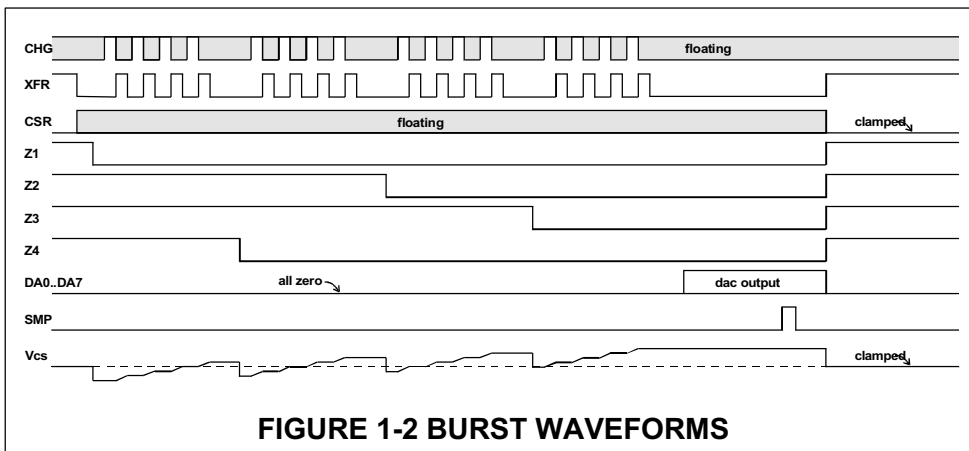 CHG
floating
XFR
CSR
floating
clamped
Z1
Z2
Z3
Z4
DA0..DA7
all zero
dac output
SMP
Vcs
clamped
FIGURE 1-2 BURST WAVEFORMS